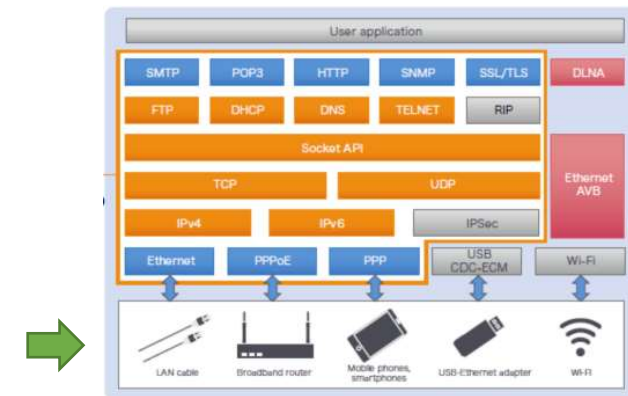 User application
SMTP POP3 HTTP SNMP SSL/TLS DLNA
FTP DHCP DNS TELNET RIP
Socket API
TCP UDP
Ethernet
AVB
IPv4 IPv6 IPSec
Ethernet PPPoE PPP USB
CDC-ECM Wi-Fi
LAN cable Broadband router Mobile phones,
smartphones USB-Ethernet adapter Wi-Fi